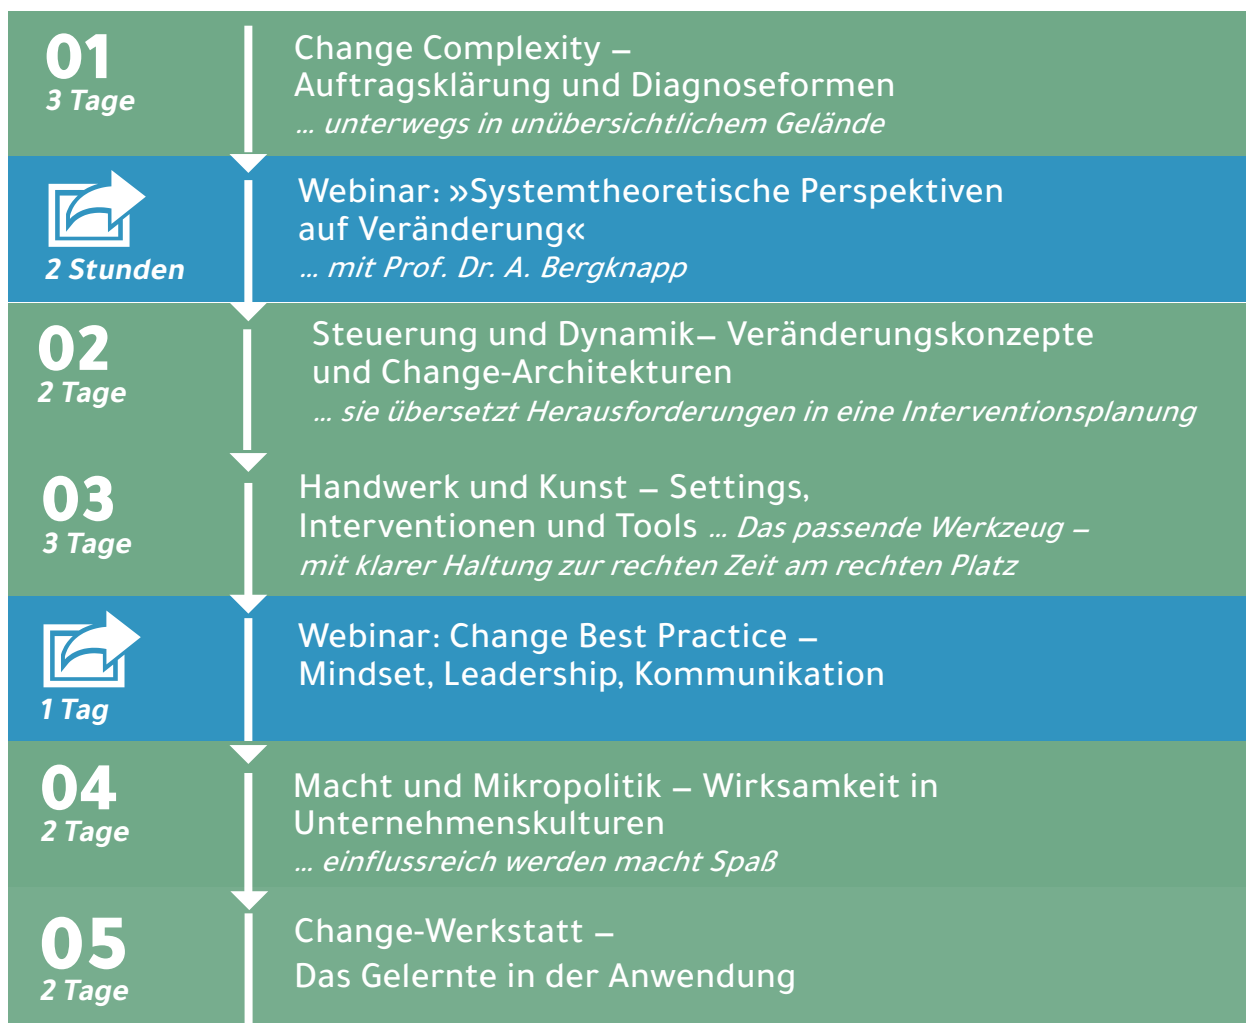 01
3 Tage
Change Complexity –
Auftragsklärung und Diagnoseformen
... unterwegs in unübersichtlichem Gelände
2 Stunden
Webinar: »Systemtheoretische Perspektiven
auf Veränderung«
... mit Prof. Dr. A. Bergknapp
02
2 Tage
Steuerung und Dynamik– Veränderungskonzepte
und Change-Architekturen
... sie übersetzt Herausforderungen in eine Interventionsplanung
03
3 Tage
Handwerk und Kunst – Settings,
Interventionen und Tools ... Das passende Werkzeug –
mit klarer Haltung zur rechten Zeit am rechten Platz
1 Tag
Webinar: Change Best Practice –
Mindset, Leadership, Kommunikation
04
2 Tage
Macht und Mikropolitik – Wirksamkeit in
Unternehmenskulturen
... einflussreich werden macht Spaß
05
2 Tage
Change-Werkstatt –
Das Gelernte in der Anwendung